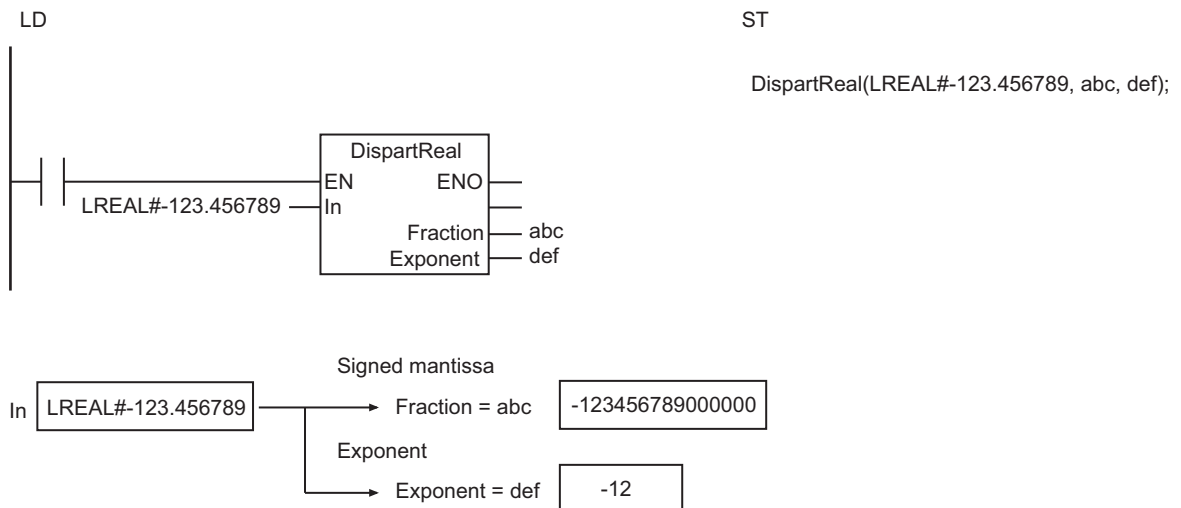 LD
ST
DispartReal(LREAL#-123.456789, abc, def);
DispartReal
EN ENO
LREAL#-123.456789 In
Fraction abc
Exponent def
Signed mantissa
In LREAL#-123.456789 Fraction = abc -123456789000000
Exponent
Exponent = def -12